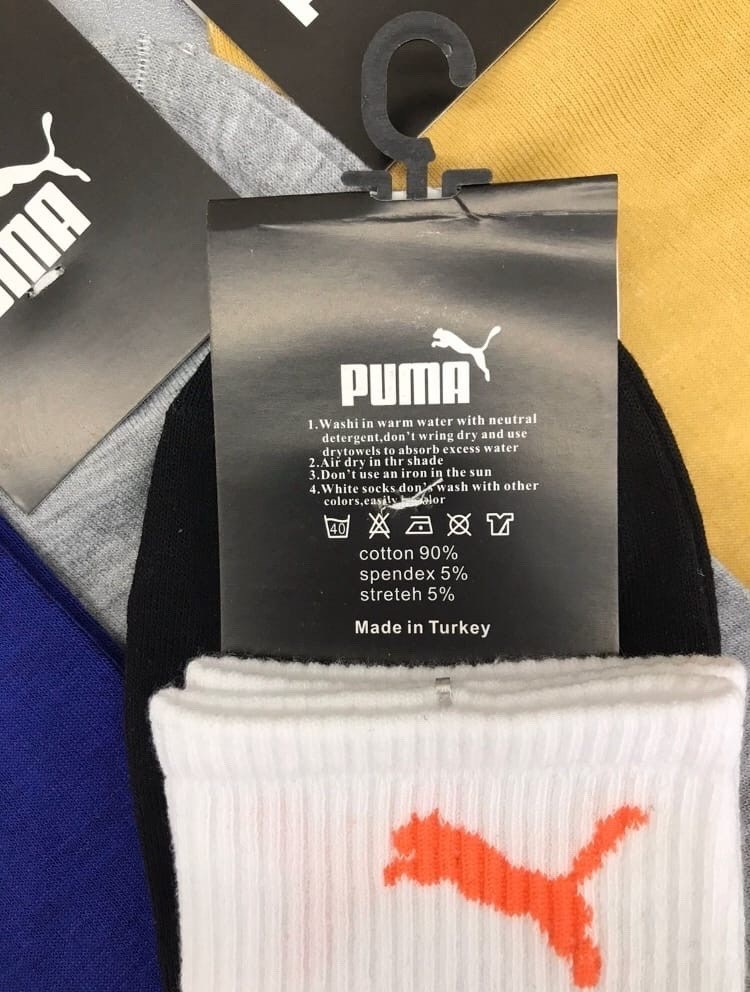 PUMA
1.Washi in warm water with neutral
detergent,don't wring dry and use
drytowels to absorb excess water
2.Air dry in thr shade
3.Don't use an iron in the sun
4.White socks don's wash with other
colors,easily
40
cotton 90%
spendex 5%
streteh 5%
Made in Turkey